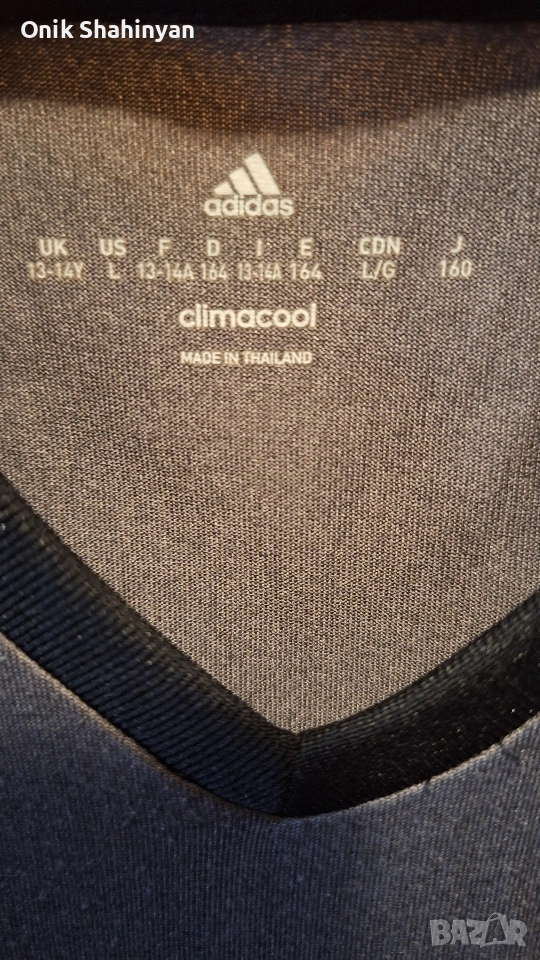 Onik Shahinyan
adidas
UK US F D I E CDN J
13-14Y L 13-14A 164 13-14A 164 L/G 160
climacool
MADE IN THAILAND
BAZAR